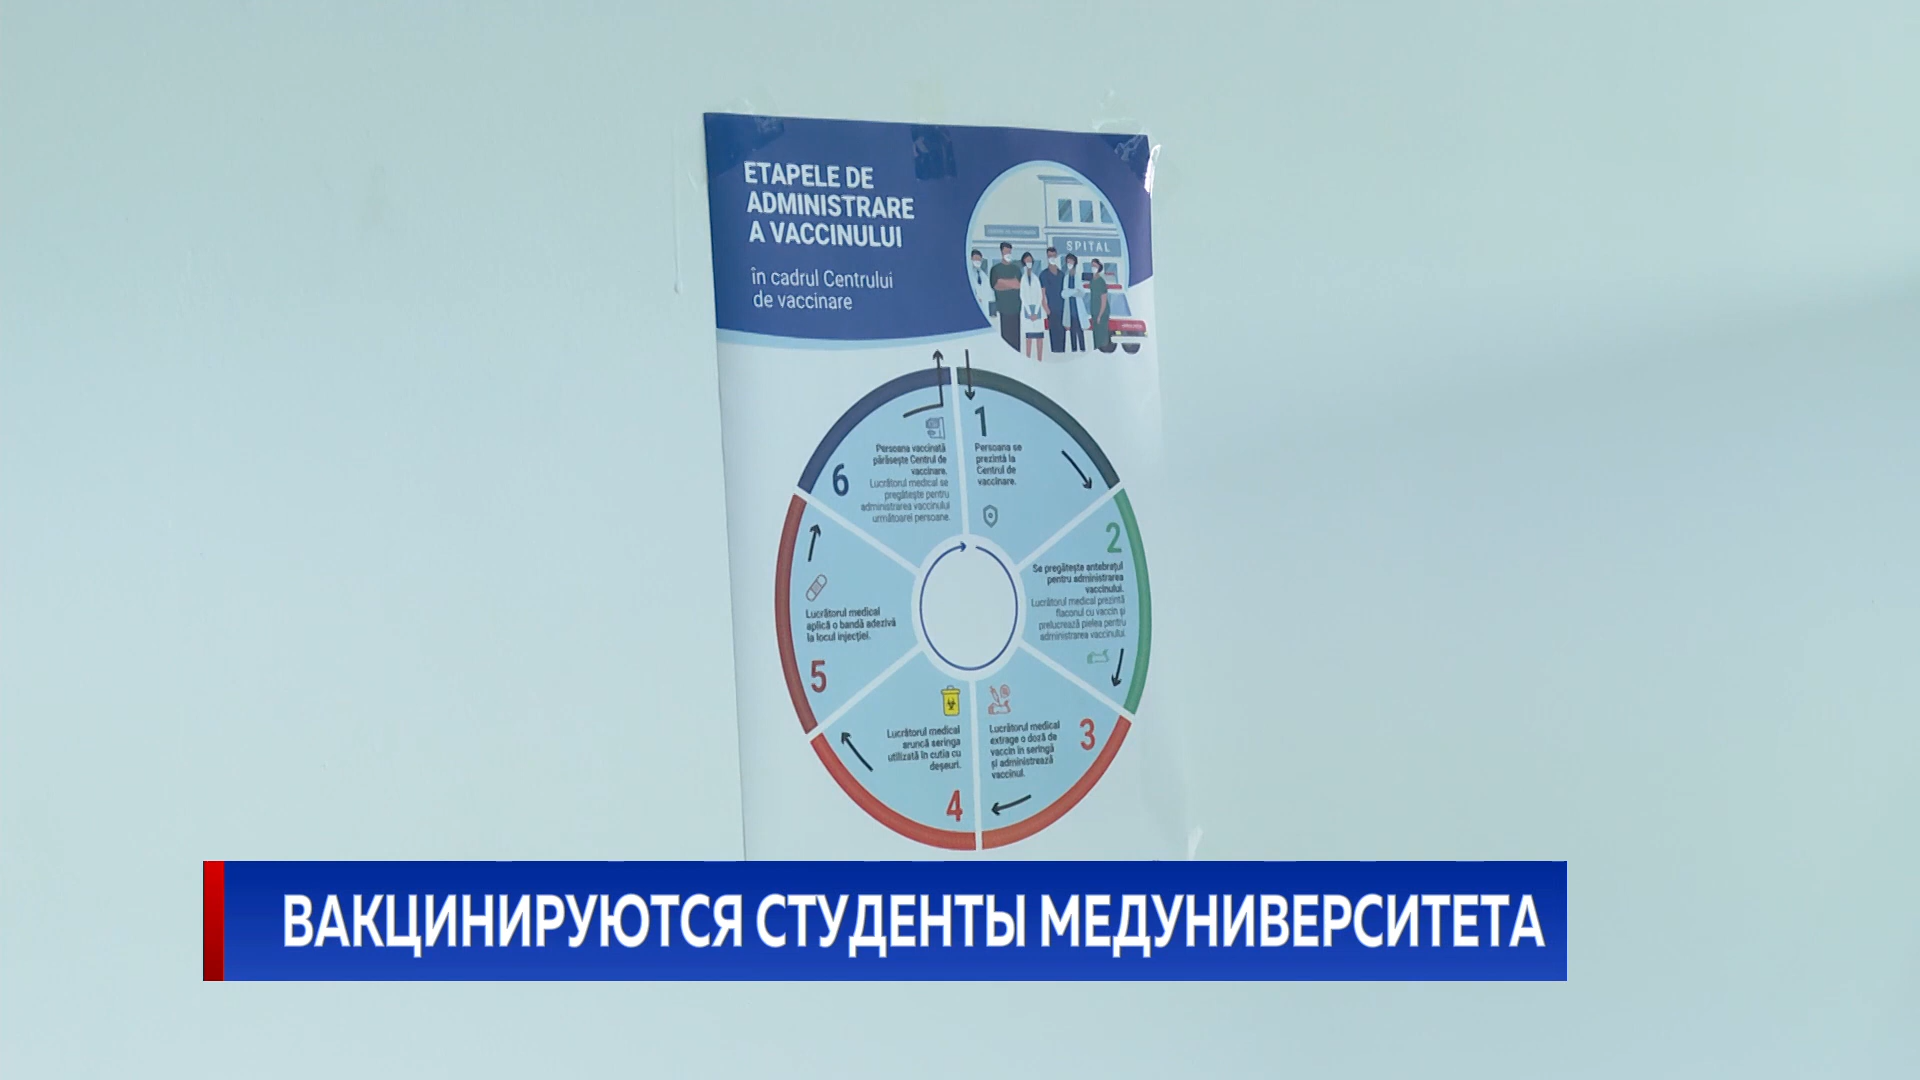 ETAPELE DE
ADMINISTRARE
A VACCINULUI
în cadrul Centrului
de vaccinare
SPITAL
1
Persoana se
prezintă la
Centrul de
vaccinare.
2
Se pregătește antebrațul
pentru administrarea
vaccinului.
Lucrătorul medical prezintă
flaconul cu vaccin și
prelucrează pielea pentru
administrarea vaccinului.
3
Lucrătorul medical
extrage o doză de
vaccin în seringă
și administrează
vaccinul.
4
Lucrătorul medical
aruncă seringa
utilizată în cutia cu
deșeuri.
5
Lucrătorul medical
aplică o bandă adezivă
la locul injecției.
6
Persoana vaccinată
părăsește Centrul de
vaccinare.
Lucrătorul medical se
pregătește pentru
administrarea vaccinului
următoarei persoane.
ВАКЦИНИРУЮТСЯ СТУДЕНТЫ МЕДУНИВЕРСИТЕТА